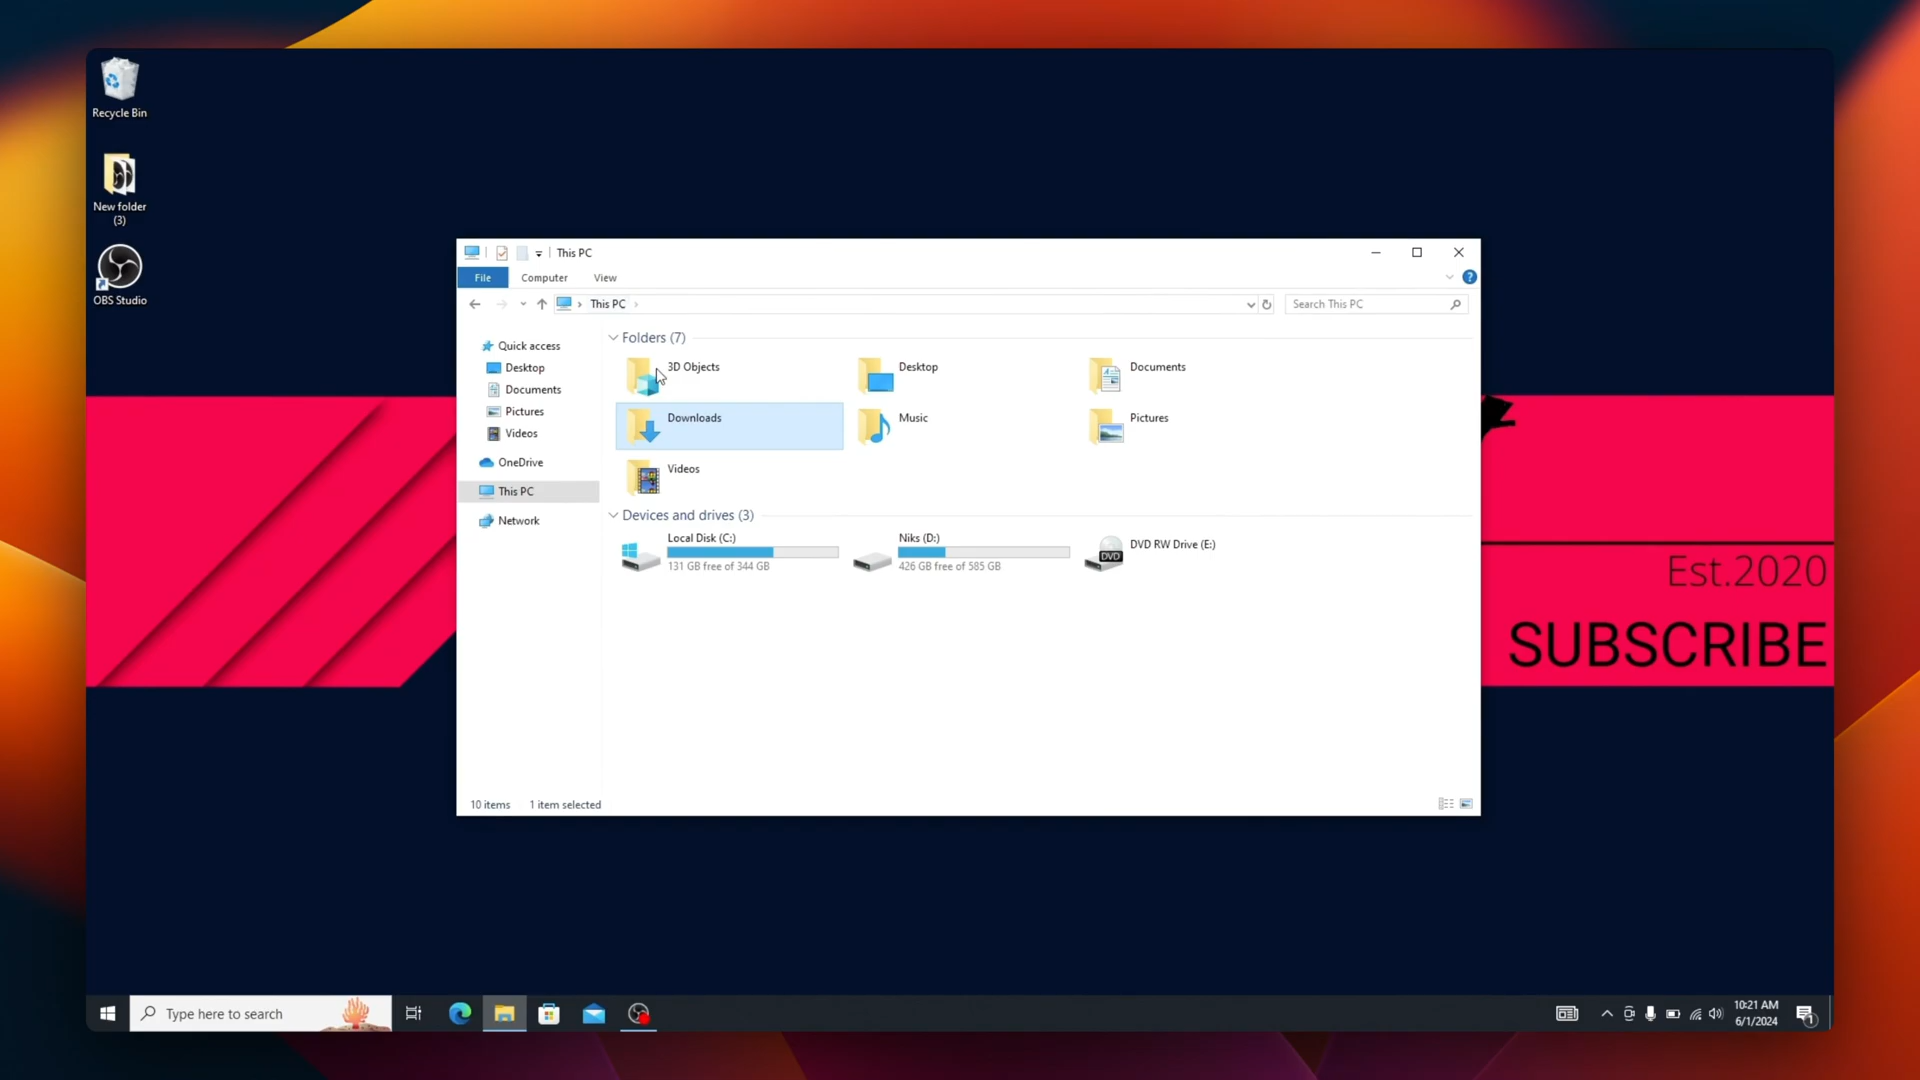 Recycle Bin
New folder
(3)
OBS Studio
This PC
File
Computer
View
This PC
Search This PC
Quick access
Desktop
Documents
Pictures
Videos
OneDrive
This PC
Network
Folders (7)
3D Objects
Desktop
Documents
Downloads
Music
Pictures
Videos
Devices and drives (3)
Local Disk (C:)
131 GB free of 344 GB
Niks (D:)
426 GB free of 585 GB
DVD
DVD RW Drive (E:)
10 items
1 item selected
Est.2020
SUBSCRIBE
Type here to search
10:21 AM
6/1/2024
1